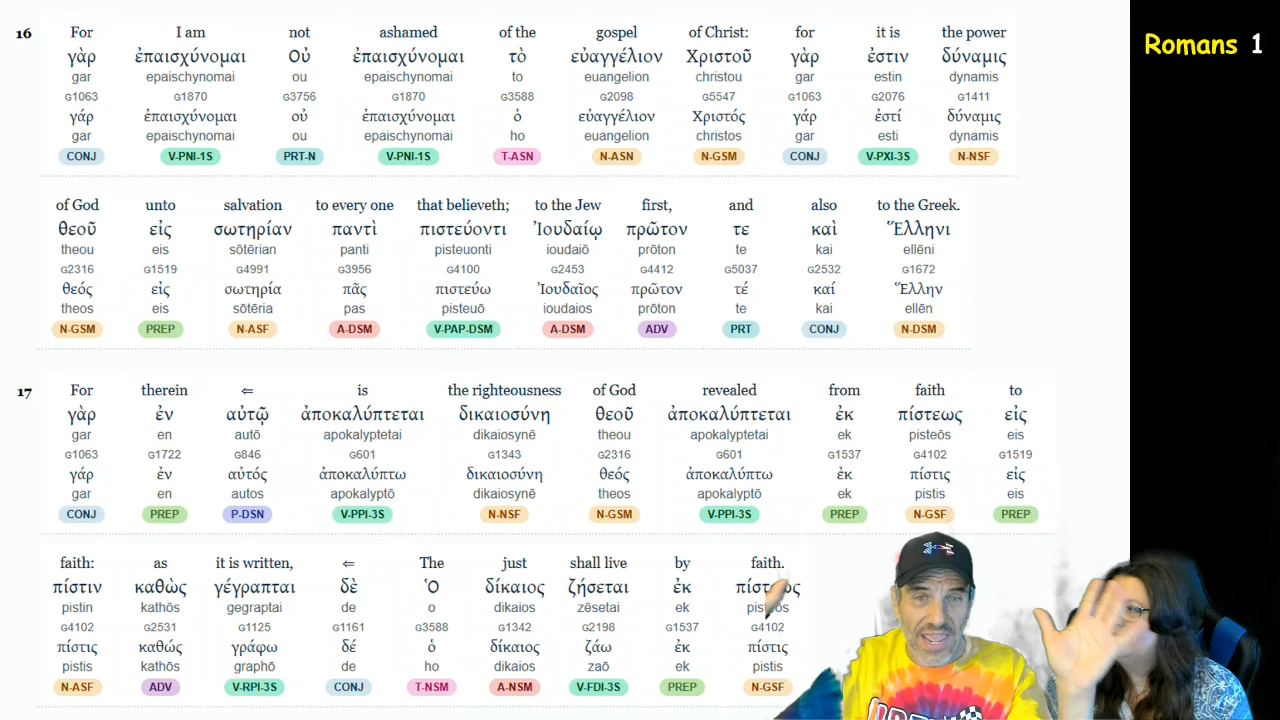 Romans 1
16 For I am not ashamed of the gospel of Christ: for it is the power
γὰρ ἐπαισχύνομαι Οὐ ἐπαισχύνομαι τὸ εὐαγγέλιον Χριστοῦ γὰρ ἐστιν δύναμις
gar epaischynomai ou epaischynomai to euangelion christou gar estin dynamis
G1063 G1870 G3756 G1870 G3588 G2098 G5547 G1063 G2076 G1411
γάρ ἐπαισχύνομαι οὐ ἐπαισχύνομαι ὁ εὐαγγέλιον Χριστός γάρ ἐστί δύναμις
gar epaischynomai ou epaischynomai ho euangelion christos gar esti dynamis
CONJ V-PNI-1S PRT-N V-PNI-1S T-ASN N-ASN N-GSM CONJ V-PXI-3S N-NSF
of God unto salvation to every one that believeth; to the Jew first, and also to the Greek.
θεοῦ εἰς σωτηρίαν παντὶ πιστεύοντι Ἰουδαίῳ πρῶτον τε καὶ Ἕλληνι
theou eis sōtērian panti pisteuonti ioudaiō prōton te kai ellēni
G2316 G1519 G4991 G3956 G4100 G2453 G4412 G5037 G2532 G1672
θεός εἰς σωτηρία πᾶς πιστεύω Ἰουδαῖος πρῶτον τέ καί Ἕλλην
theos eis sōtēria pas pisteuō ioudaios prōton te kai ellēn
N-GSM PREP N-ASF A-DSM V-PAP-DSM A-DSM ADV PRT CONJ N-DSM
17 For therein ⇐ is the righteousness of God revealed from faith to
γὰρ ἐν αὐτῷ ἀποκαλύπτεται δικαιοσύνη θεοῦ ἀποκαλύπτεται ἐκ πίστεως εἰς
gar en autō apokalyptetai dikaiosynē theou apokalyptetai ek pisteōs eis
G1063 G1722 G846 G601 G1343 G2316 G601 G1537 G4102 G1519
γάρ ἐν αὐτός ἀποκαλύπτω δικαιοσύνη θεός ἀποκαλύπτω ἐκ πίστις εἰς
gar en autos apokalyptō dikaiosynē theos apokalyptō ek pistis eis
CONJ PREP P-DSN V-PPI-3S N-NSF N-GSM V-PPI-3S PREP N-GSF PREP
faith: as it is written, ⇐ The just shall live by faith.
πίστιν καθὼς γέγραπται δὲ Ὁ δίκαιος ζήσεται ἐκ πίστεως
pistin kathōs gegraptai de o dikaios zēsetai ek pisteōs
G4102 G2531 G1125 G1161 G3588 G1342 G2198 G1537 G4102
πίστις καθώς γράφω δέ ὁ δίκαιος ζάω ἐκ πίστις
pistis kathōs graphō de ho dikaios zaō ek pistis
N-ASF ADV V-RPI-3S CONJ T-NSM A-NSM V-FDI-3S PREP N-GSF